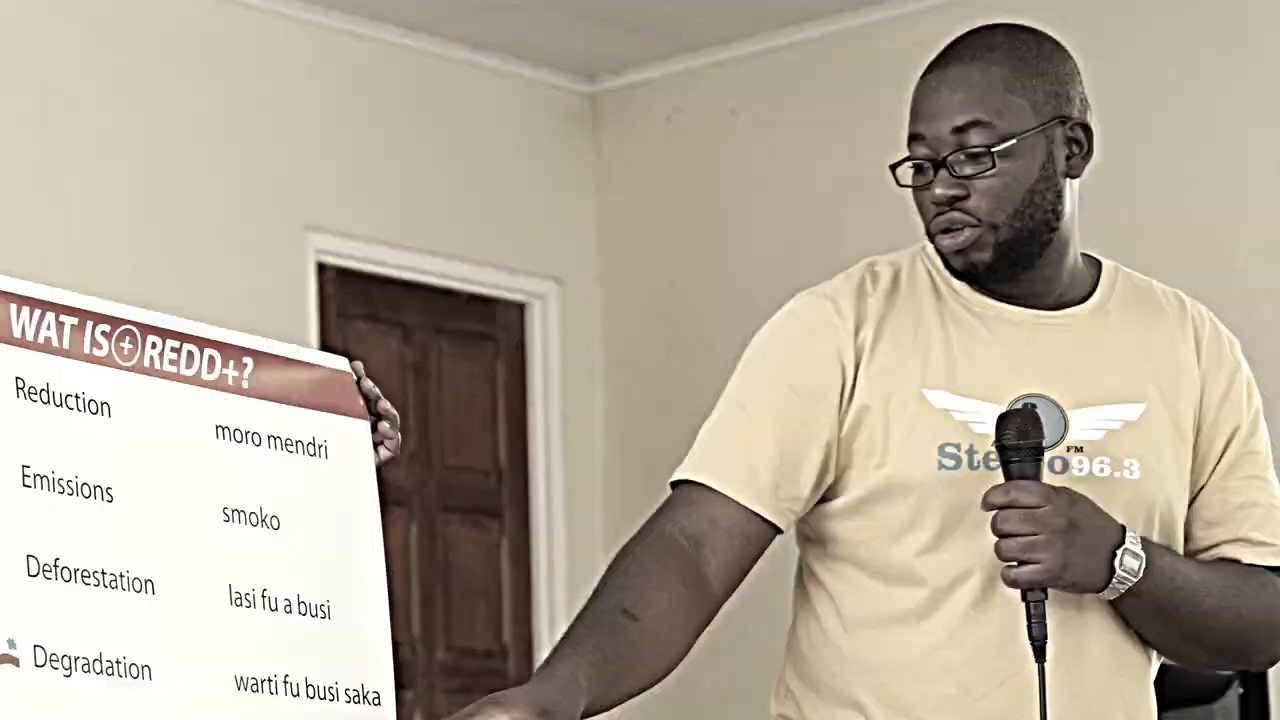 WAT IS REDD+?
Reduction moro mendri
Emissions smoko
Deforestation lasi fu a busi
Degradation warti fu busi saka
FM
96.3